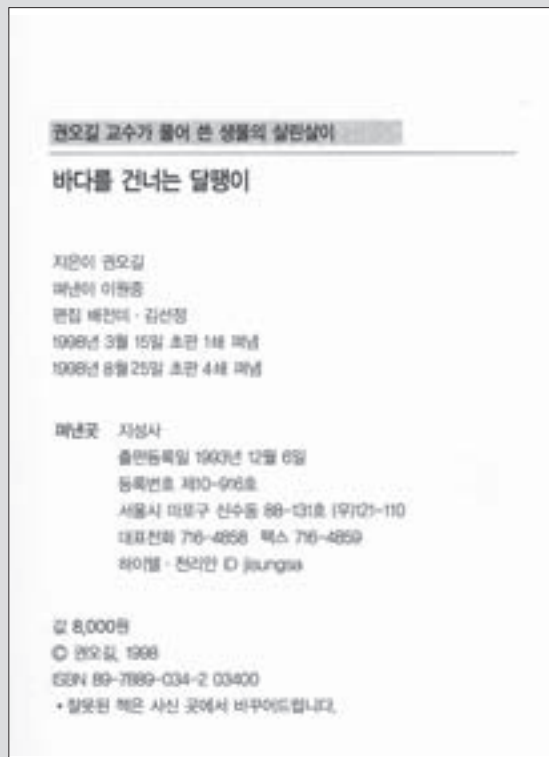 권오길 교수가 풀어 쓴 생물의 살림살이
바다를 건너는 달팽이
지은이 권오길
펴낸이 이원중
편집 배진미 · 김선정
1998년 3월 15일 초판 1쇄 펴냄
1998년 8월 25일 초판 4쇄 펴냄
펴낸곳 지성사
출판등록일 1993년 12월 6일
등록번호 제10-916호
서울시 마포구 신수동 88-131호 (우)121-110
대표전화 716-4858 팩스 716-4859
하이텔 · 천리안 ID jisungsa
값 8,000원
© 권오길, 1998
ISBN 89-7889-034-2 03400
• 잘못된 책은 사신 곳에서 바꾸어드립니다.